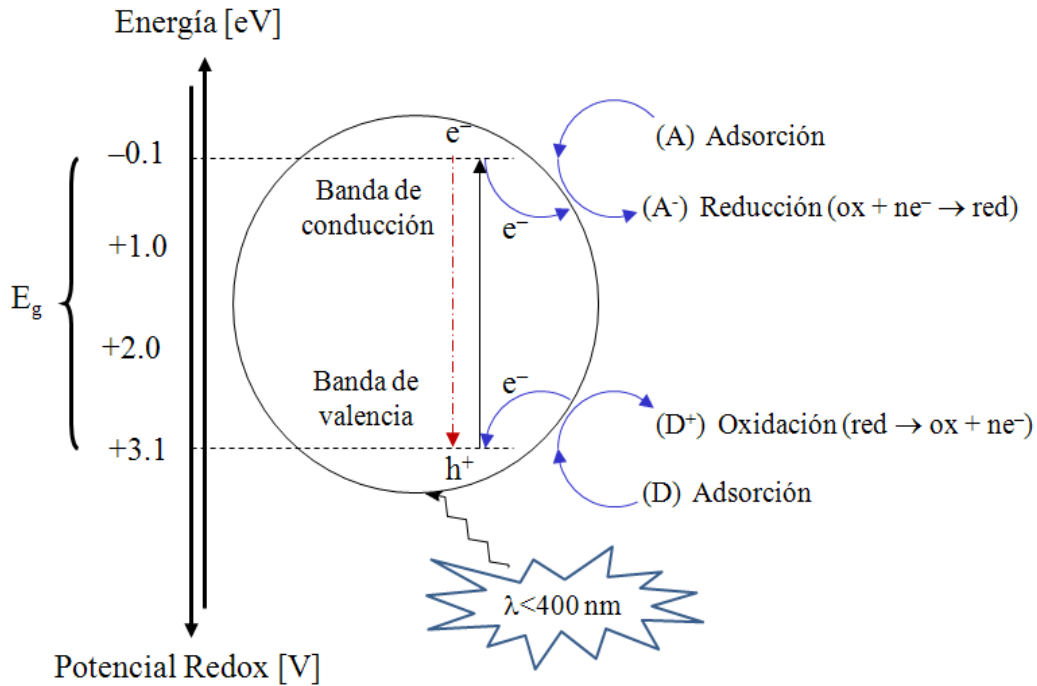 Energía [eV]
–0.1
+1.0
E_g
+2.0
+3.1
Potencial Redox [V]
e⁻
Banda de
conducción
e⁻
Banda de
valencia
e⁻
h⁺
(A) Adsorción
(A⁻) Reducción (ox + ne⁻ → red)
(D⁺) Oxidación (red → ox + ne⁻)
(D) Adsorción
λ<400 nm